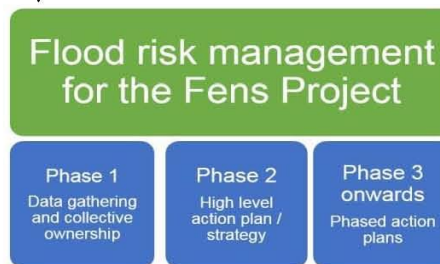 Flood risk management
for the Fens Project
Phase 1
Data gathering
and collective
ownership
Phase 2
High level
action plan /
strategy
Phase 3
onwards
Phased action
plans